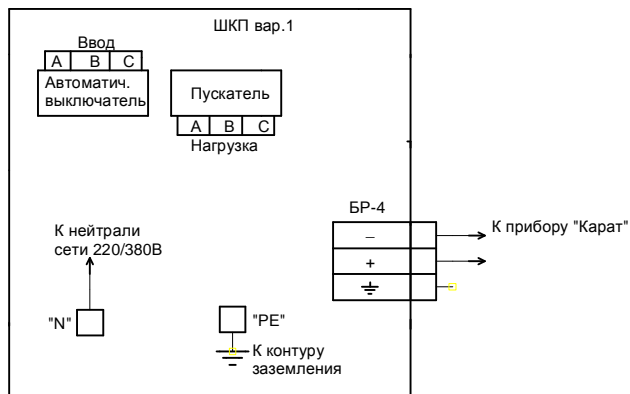 ШКП вар.1
Ввод
А В С
Автоматич.
выключатель
Пускатель
А В С
Нагрузка
БР-4
–
+
К прибору "Карат"
К нейтрали
сети 220/380В
"N"
"PE"
К контуру
заземления